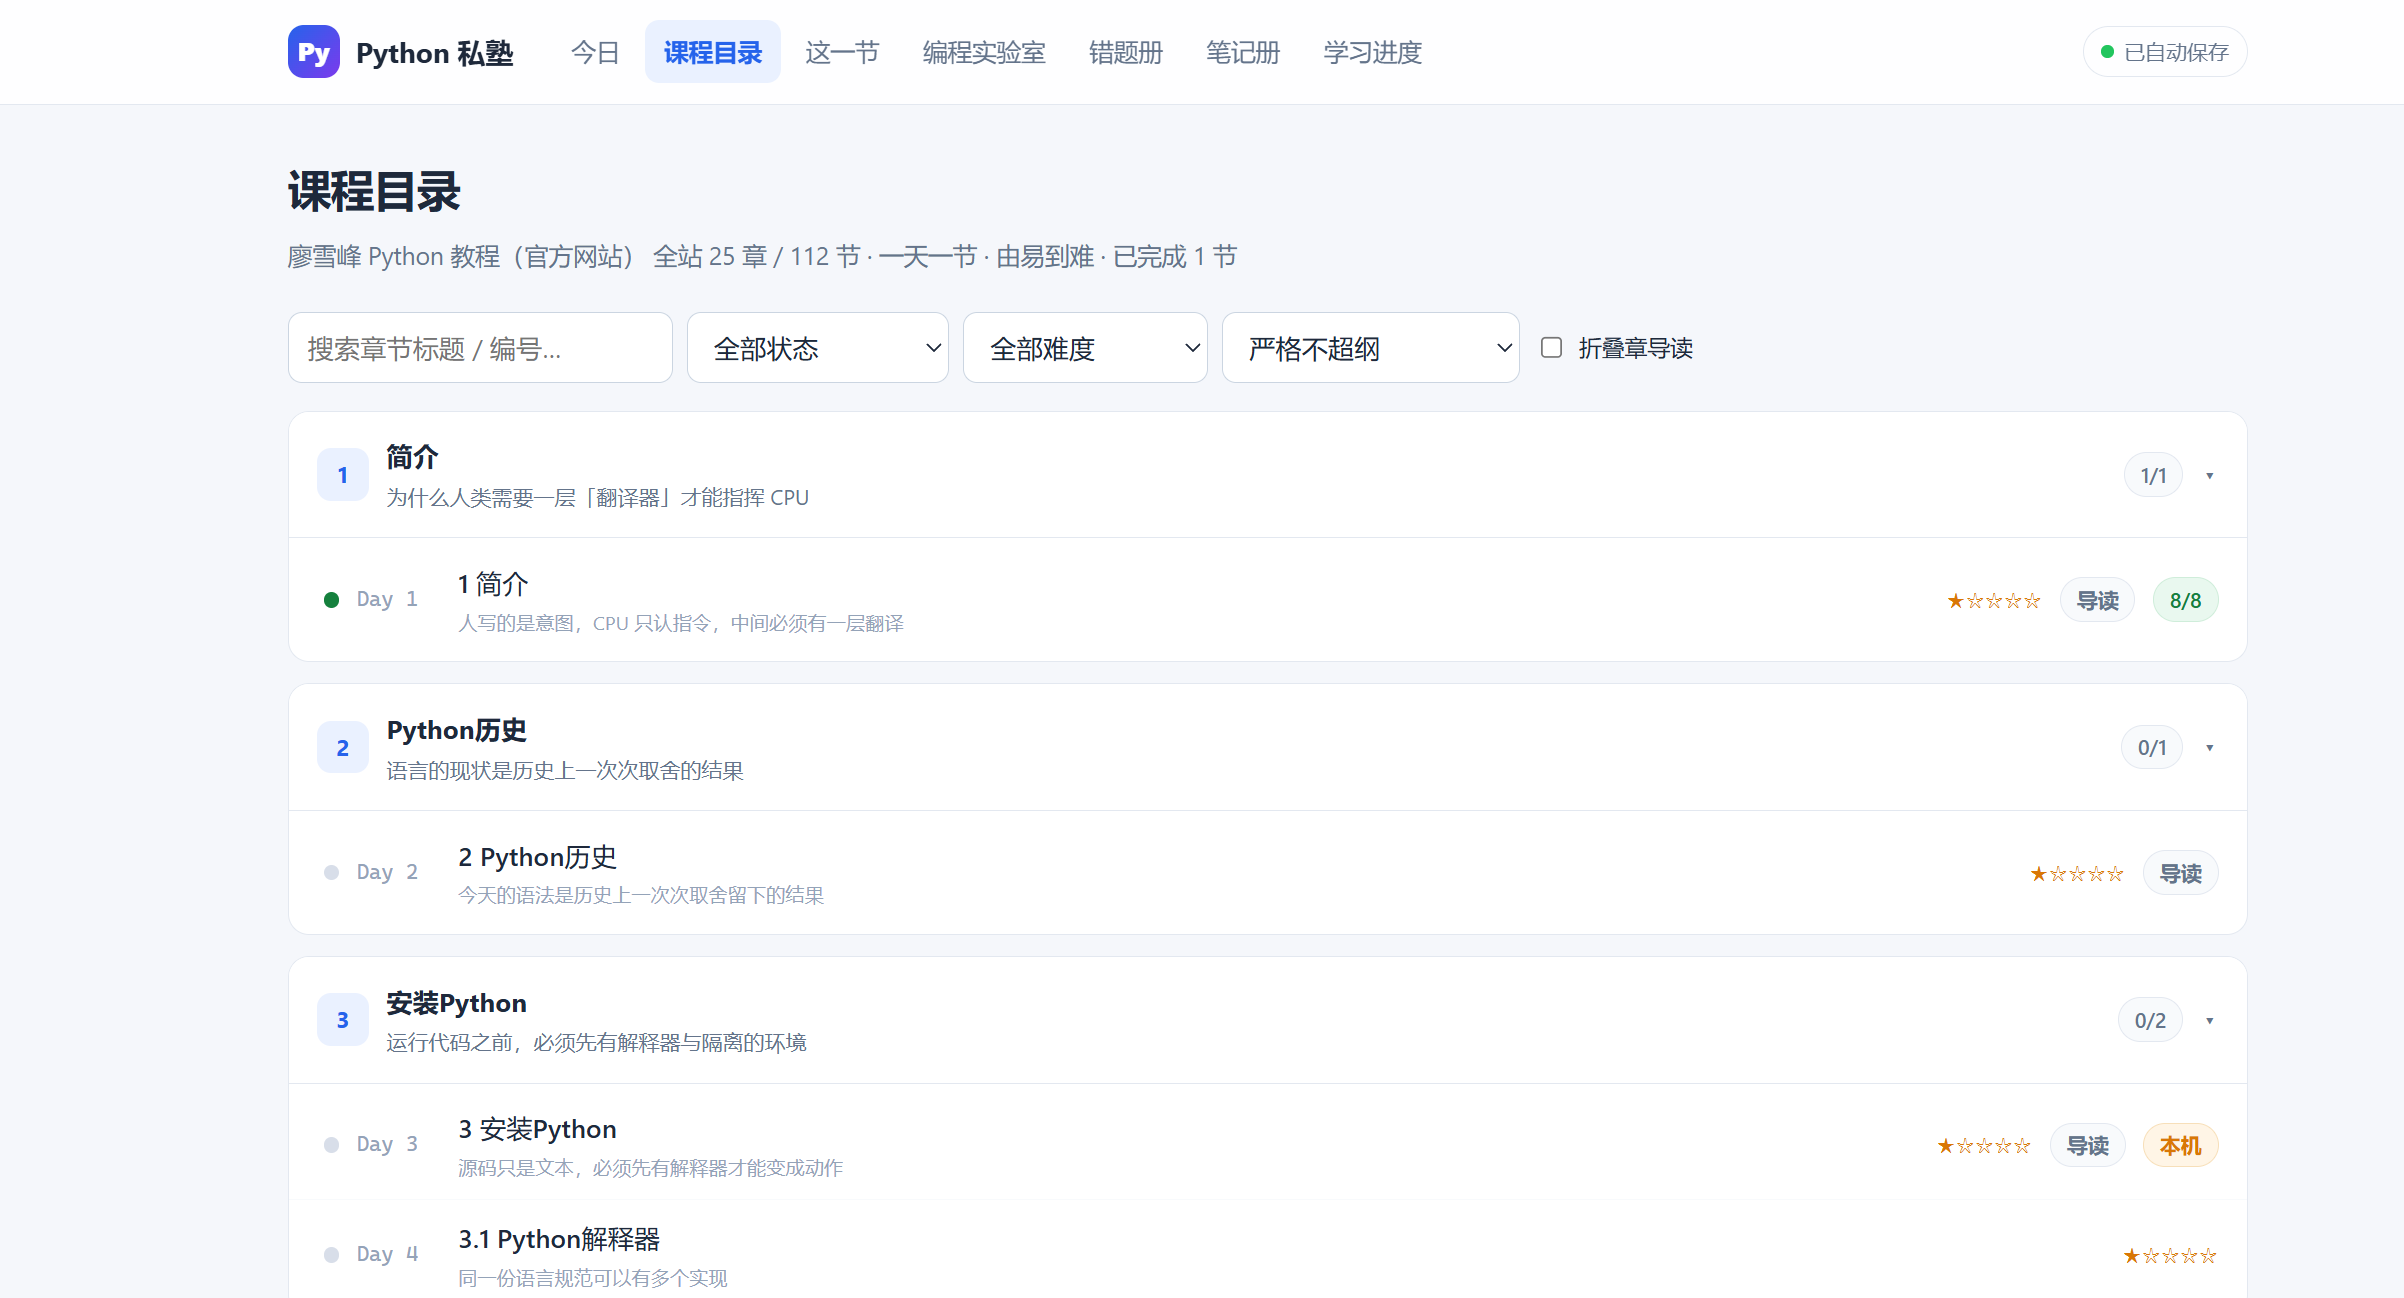 Py Python 私塾 今日 课程目录 这一节 编程实验室 错题册 笔记册 学习进度 已自动保存
课程目录
廖雪峰 Python 教程（官方网站） 全站 25 章 / 112 节 · 一天一节 · 由易到难 · 已完成 1 节
搜索章节标题 / 编号... 全部状态 全部难度 严格不超纲 折叠章导读
1 简介 1/1
为什么人类需要一层「翻译器」才能指挥 CPU
Day 1 1 简介 ★☆☆☆☆ 导读 8/8
人写的是意图，CPU 只认指令，中间必须有一层翻译
2 Python历史 0/1
语言的现状是历史上一次次取舍的结果
Day 2 2 Python历史 ★☆☆☆☆ 导读
今天的语法是历史上一次次取舍留下的结果
3 安装Python 0/2
运行代码之前，必须先有解释器与隔离的环境
Day 3 3 安装Python ★☆☆☆☆ 导读 本机
源码只是文本，必须先有解释器才能变成动作
Day 4 3.1 Python解释器 ★☆☆☆☆
同一份语言规范可以有多个实现